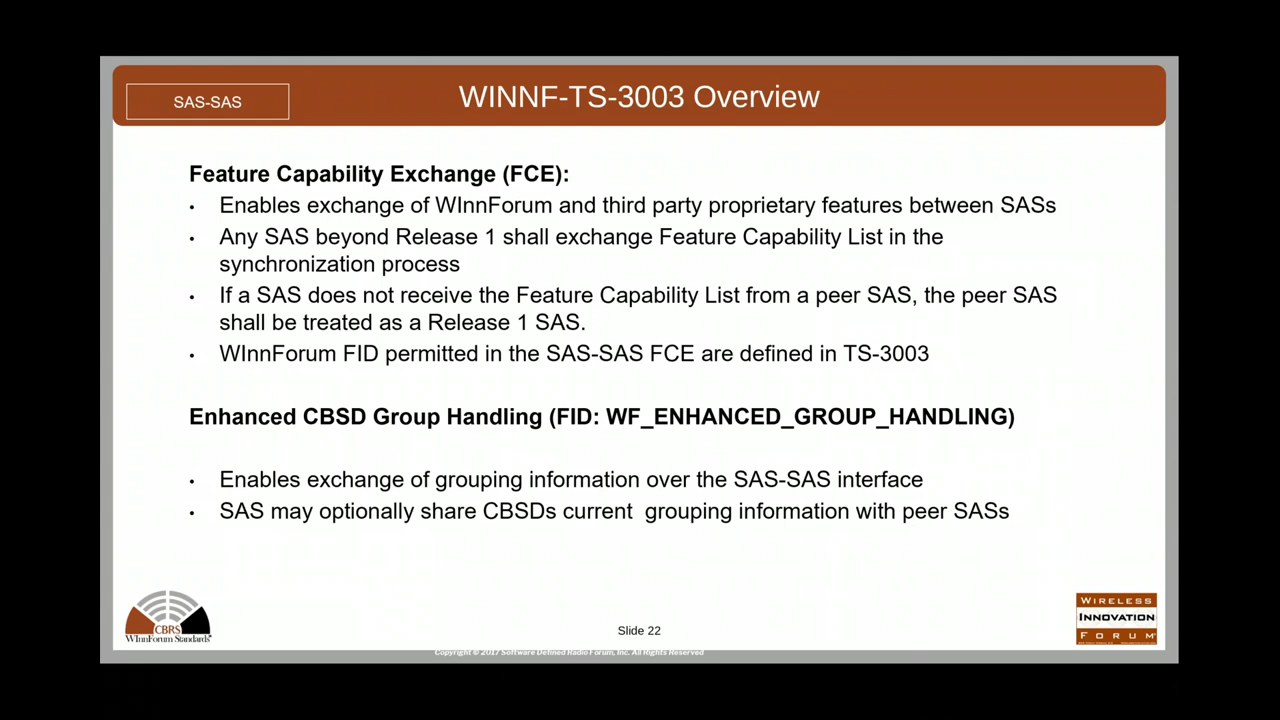 SAS-SAS
WINNF-TS-3003 Overview
Feature Capability Exchange (FCE):
• Enables exchange of WInnForum and third party proprietary features between SASs
• Any SAS beyond Release 1 shall exchange Feature Capability List in the
synchronization process
• If a SAS does not receive the Feature Capability List from a peer SAS, the peer SAS
shall be treated as a Release 1 SAS.
• WInnForum FID permitted in the SAS-SAS FCE are defined in TS-3003
Enhanced CBSD Group Handling (FID: WF_ENHANCED_GROUP_HANDLING)
• Enables exchange of grouping information over the SAS-SAS interface
• SAS may optionally share CBSDs current  grouping information with peer SASs
CBRS
WInnForum Standards
Slide 22
WIRELESS
INNOVATION
FORUM
Copyright © 2017 Software Defined Radio Forum, Inc. All Rights Reserved